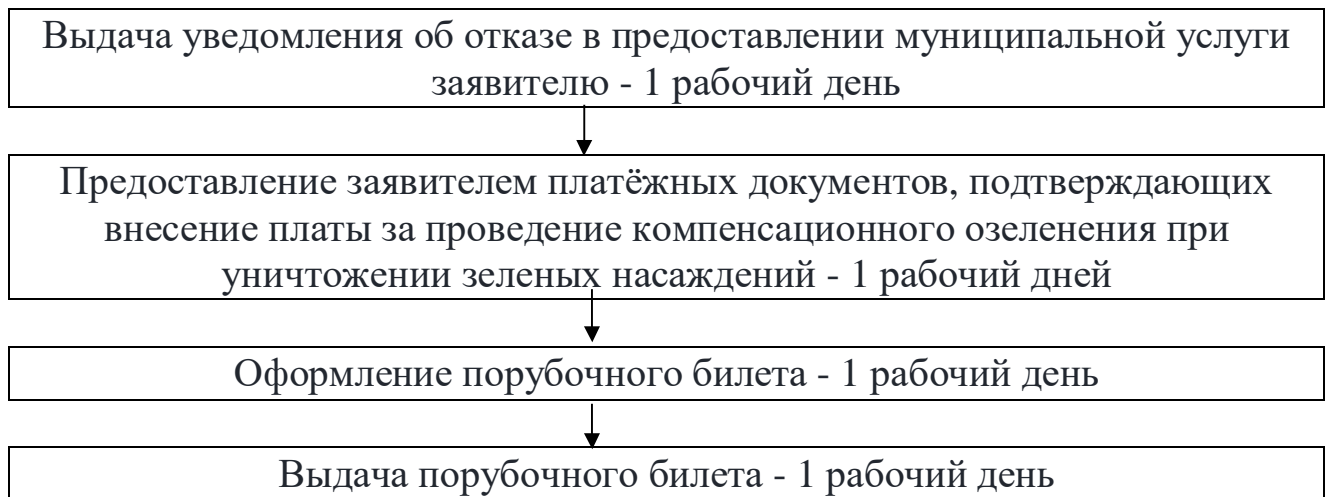 Выдача уведомления об отказе в предоставлении муниципальной услуги
заявителю - 1 рабочий день
Предоставление заявителем платёжных документов, подтверждающих
внесение платы за проведение компенсационного озеленения при
уничтожении зеленых насаждений - 1 рабочий дней
Оформление порубочного билета - 1 рабочий день
Выдача порубочного билета - 1 рабочий день